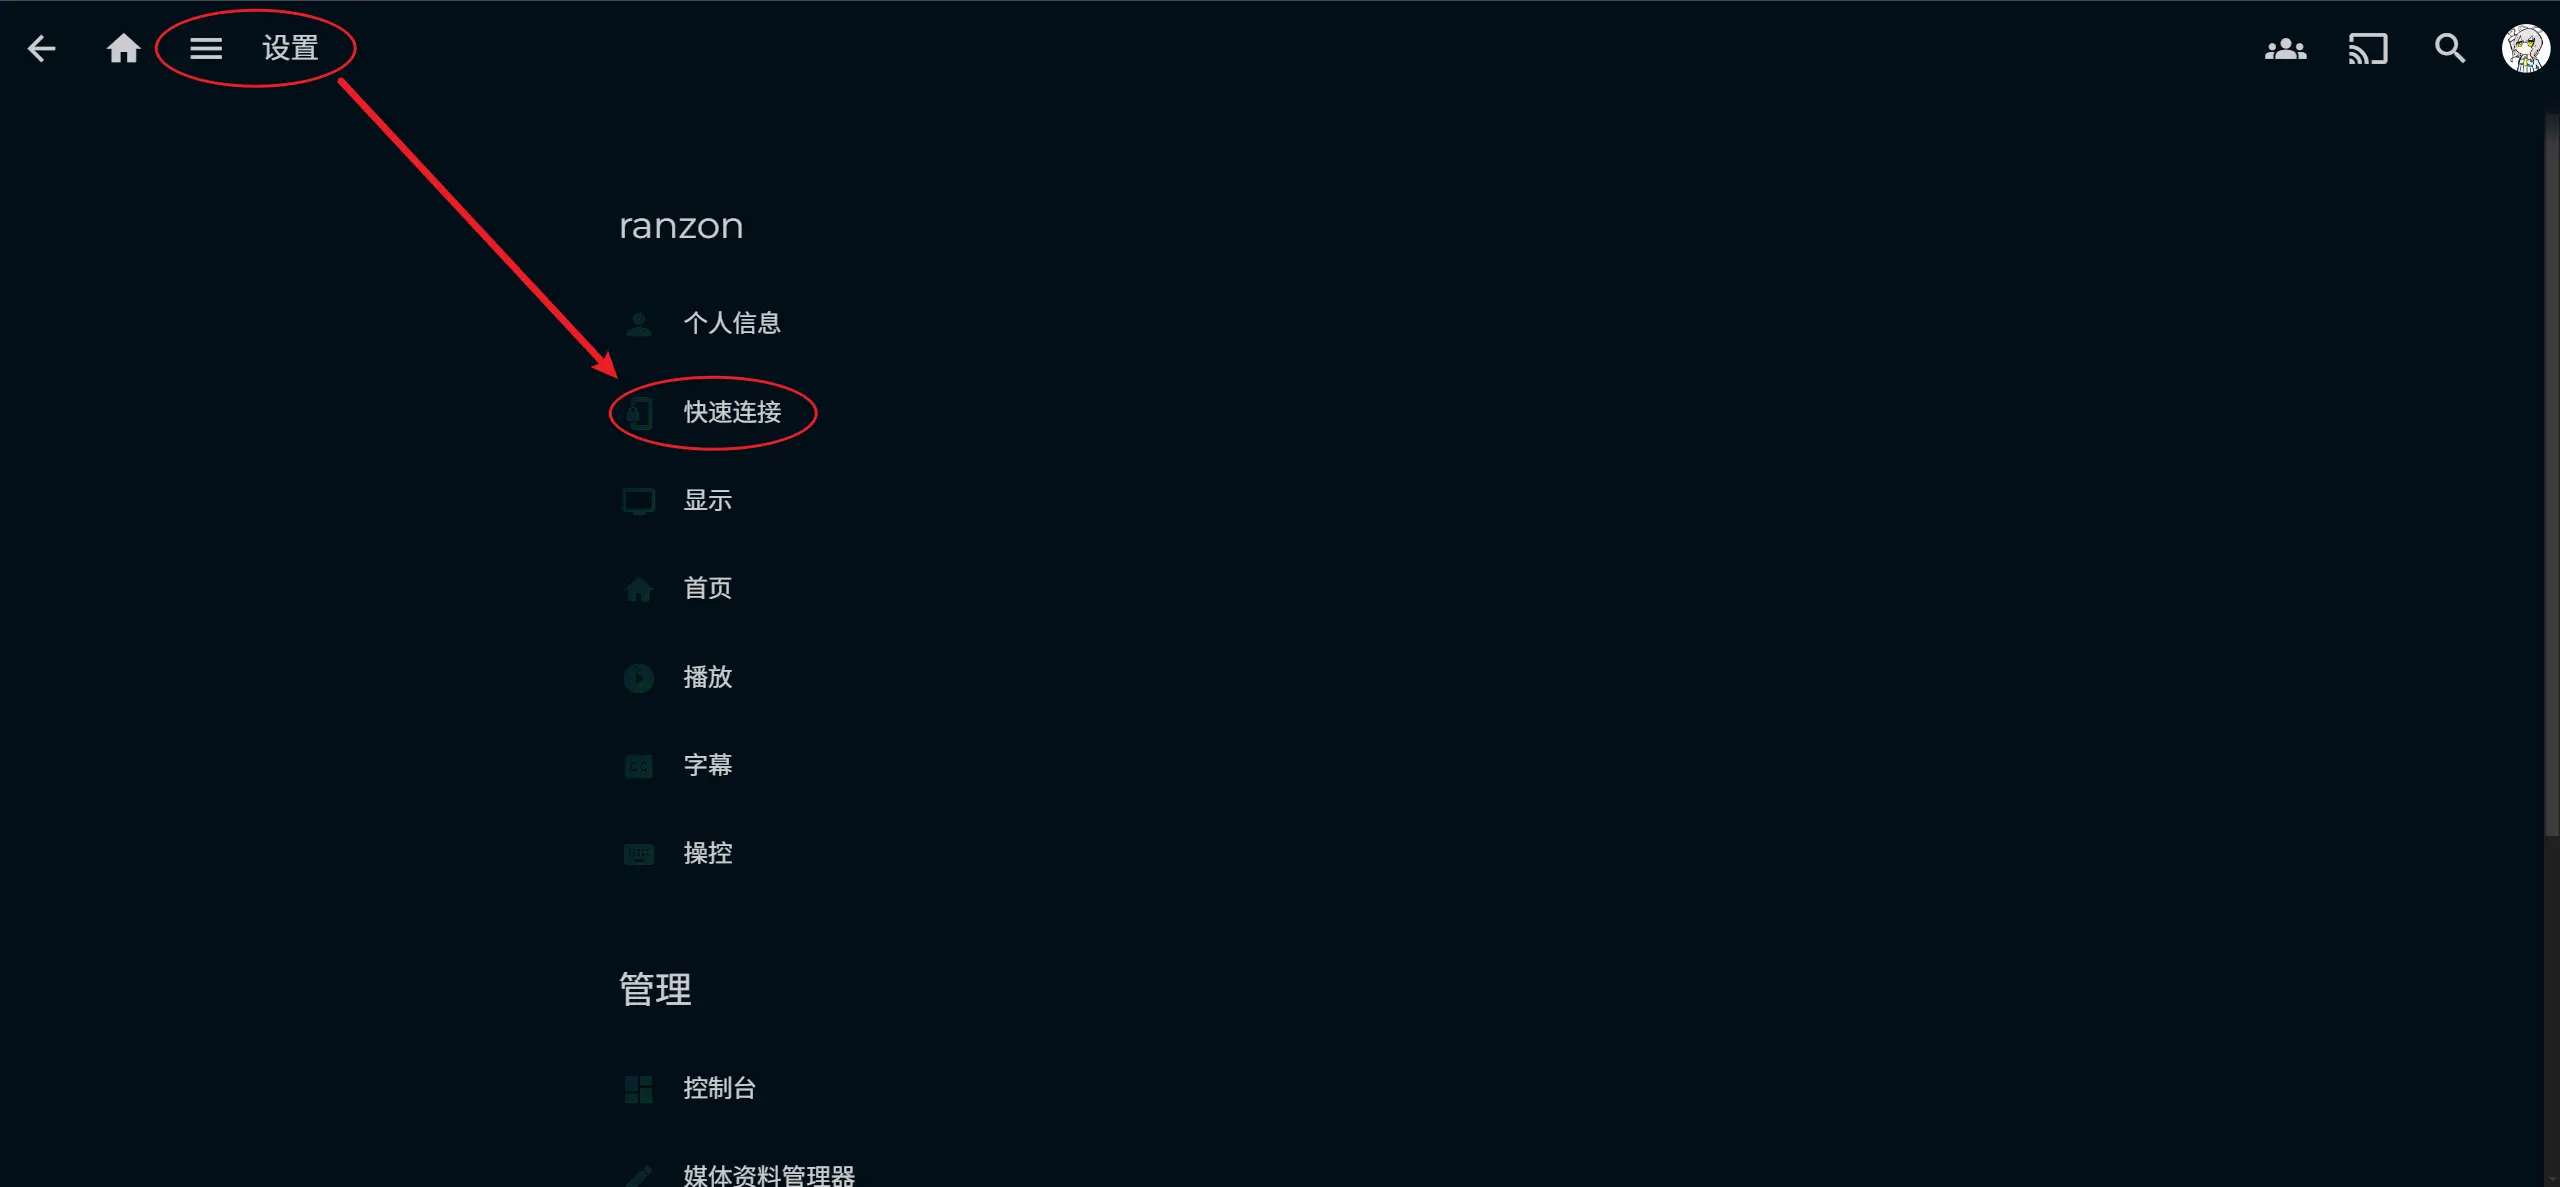 设置
ranzon
个人信息
快速连接
显示
首页
播放
字幕
操控
管理
控制台
媒体资料管理器